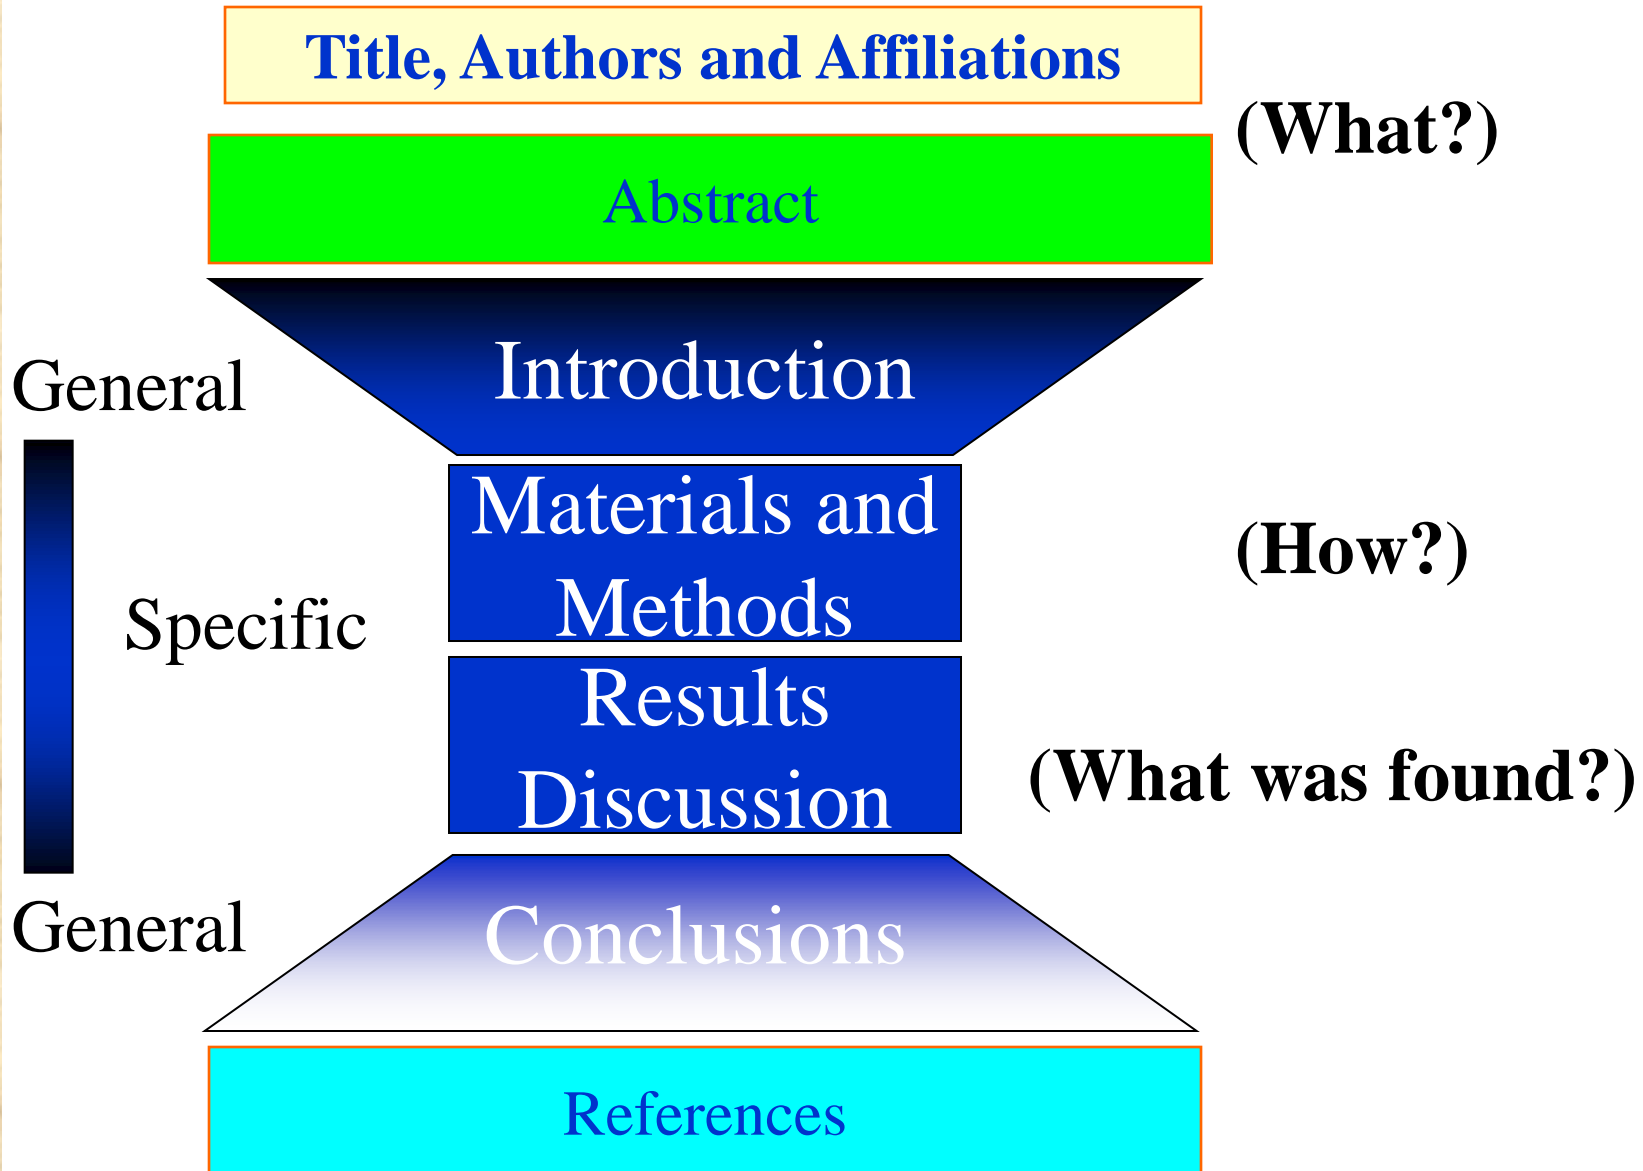 Title, Authors and Affiliations
(What?)
Abstract
Introduction
General
Materials and
Methods
(How?)
Specific
Results
Discussion
(What was found?)
General
Conclusions
References